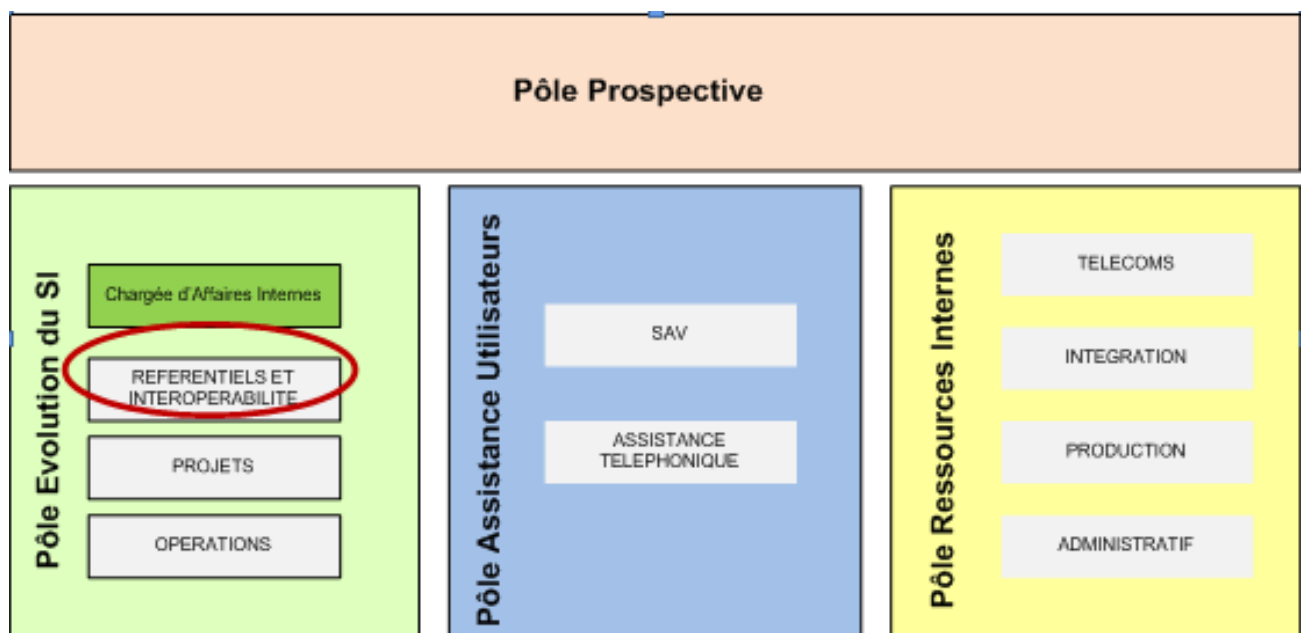 Pôle Prospective
Pôle Evolution du SI
Chargée d'Affaires Internes
REFERENTIELS ET
INTEROPERABILITE
PROJETS
OPERATIONS
Pôle Assistance Utilisateurs
SAV
ASSISTANCE
TELEPHONIQUE
Pôle Ressources Internes
TELECOMS
INTEGRATION
PRODUCTION
ADMINISTRATIF